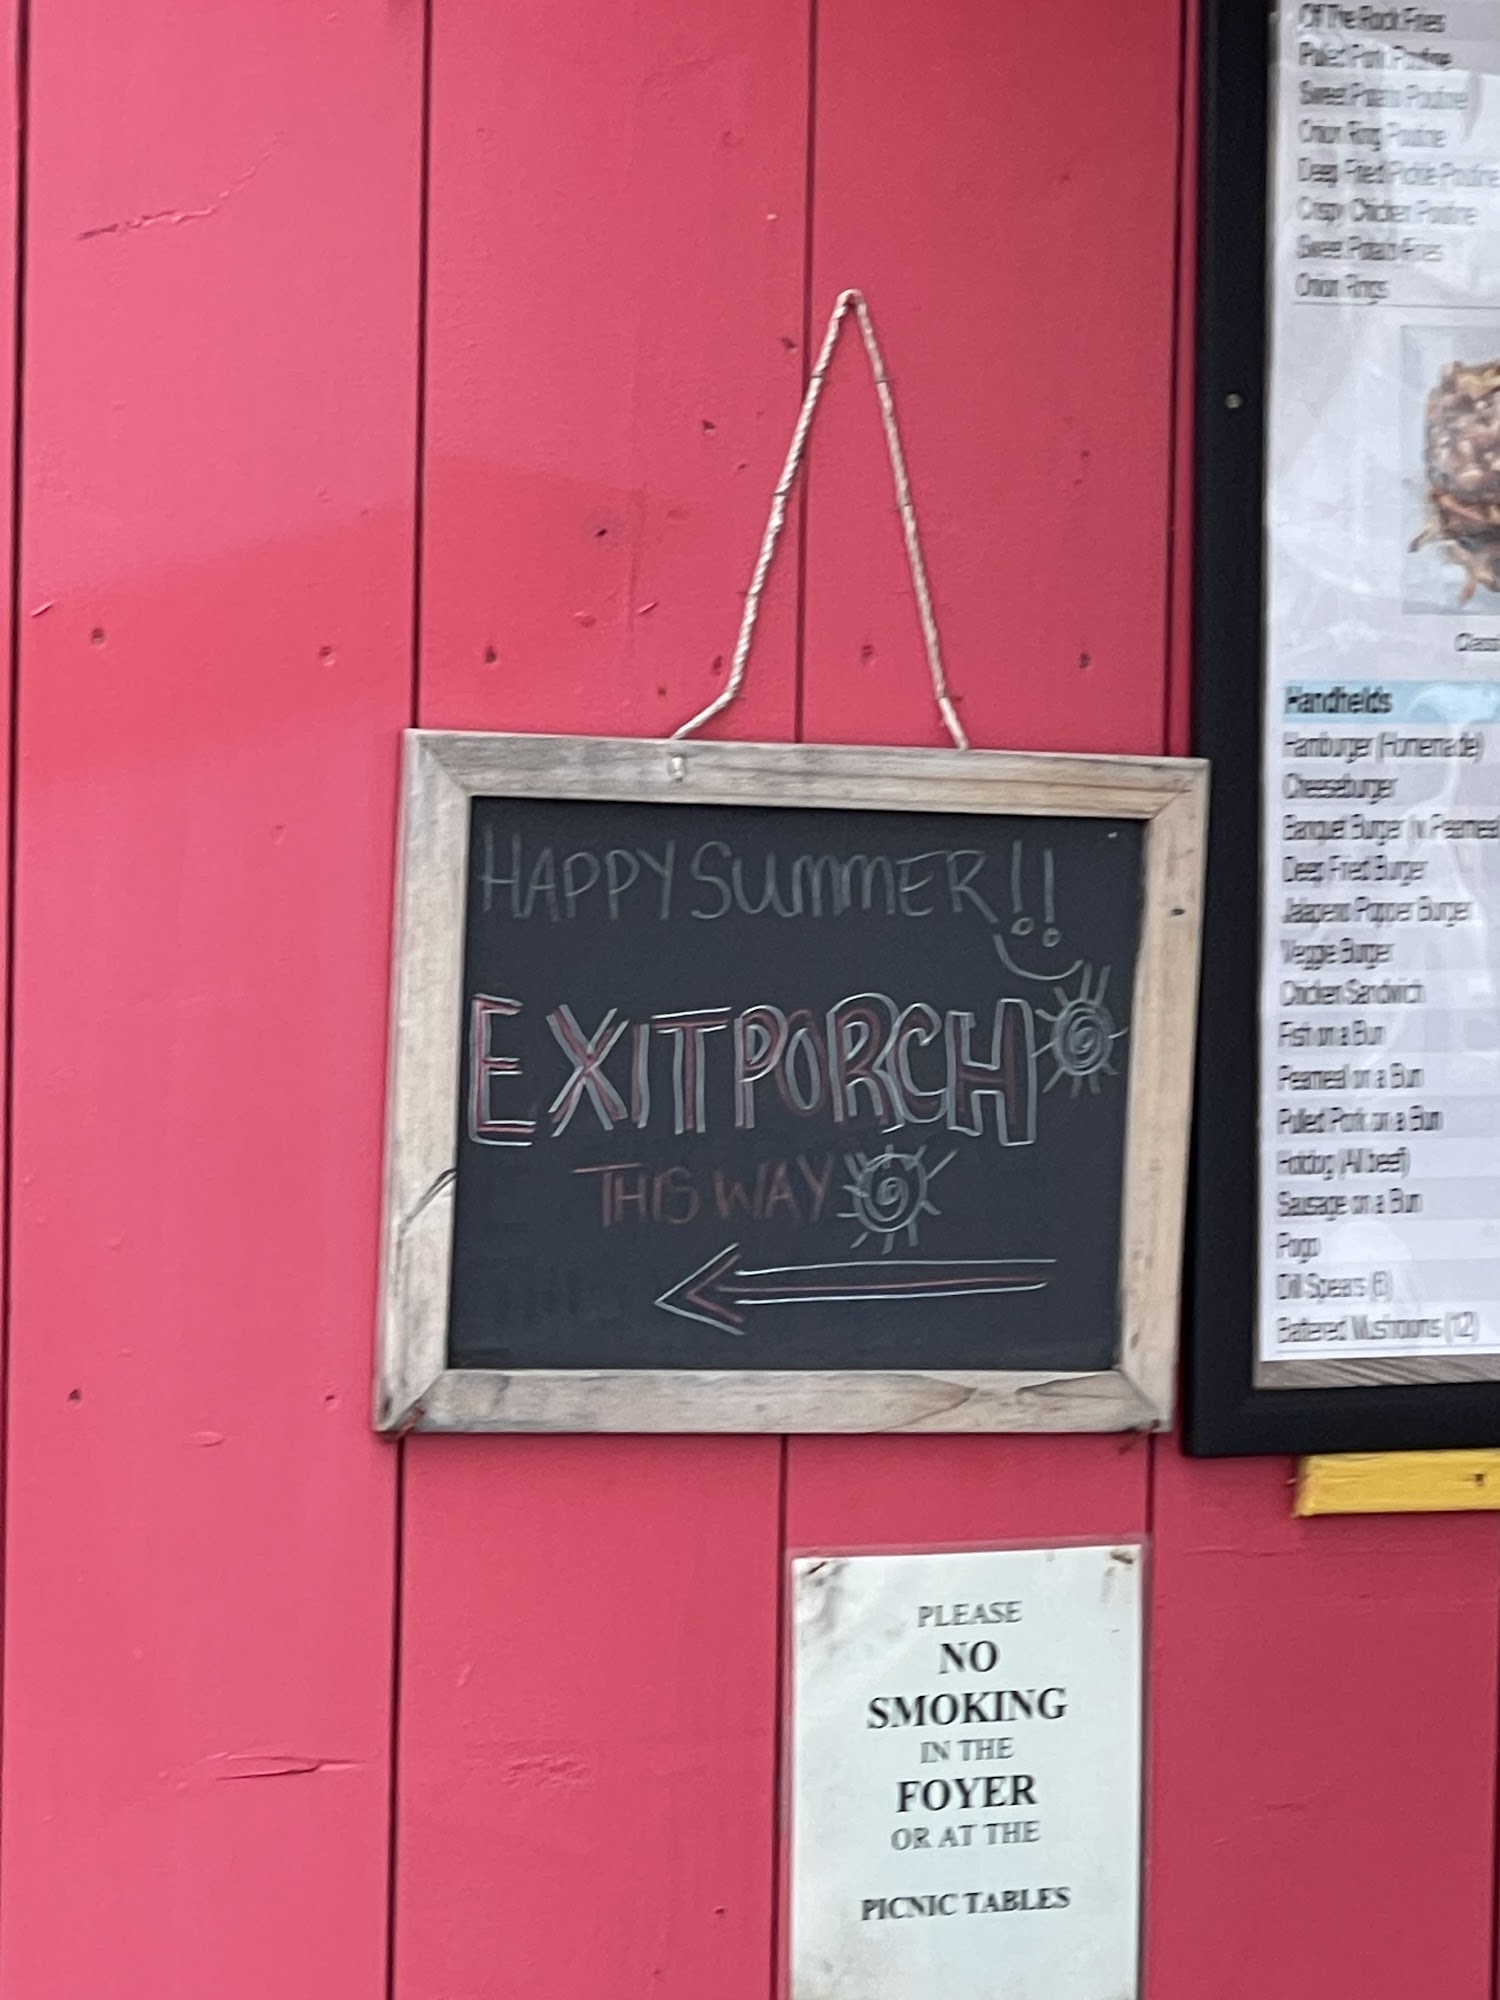 HAPPY SUMMER!!
EXIT PORCH
THIS WAY
PLEASE
NO
SMOKING
IN THE
FOYER
OR AT THE
PICNIC TABLES
Off The Rock Fries
Pulled Pork Poutine
Sweet Potato Poutine
Onion Ring Poutine
Deep Fried Pickle Poutine
Crispy Chicken Poutine
Sweet Potato Fries
Onion Rings
Classi
Handhelds
Hamburger (Homemade)
Cheeseburger
Banquet Burger (w Peameal
Deep Fried Burger
Jalapeno Popper Burger
Veggie Burger
Chicken Sandwich
Fish on a Bun
Peameal on a Bun
Pulled Pork on a Bun
Hotdog (All beef)
Sausage on a Bun
Pogo
Dill Spears (6)
Battered Mushrooms (12)